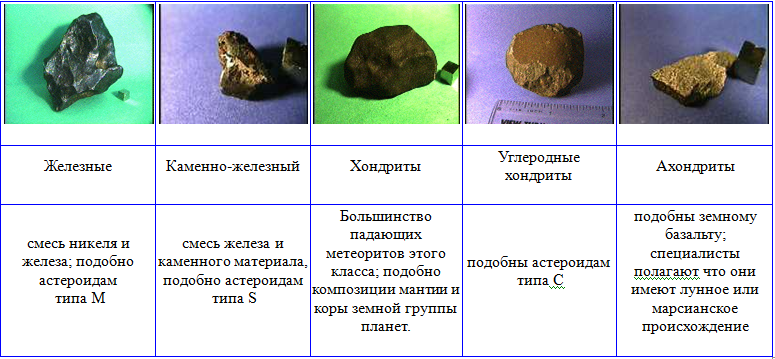 Железные
Каменно-железный
Хондриты
Углеродные
хондриты
Ахондриты
смесь никеля и
железа; подобно
астероидам
типа М
смесь железа и
каменного материала,
подобно астероидам
типа S
Большинство
падающих
метеоритов этого
класса; подобно
композиции мантии и
коры земной группы
планет.
подобны астероидам
типа С
подобны земному
базальту;
специалисты
полагают что они
имеют лунное или
марсианское
происхождение